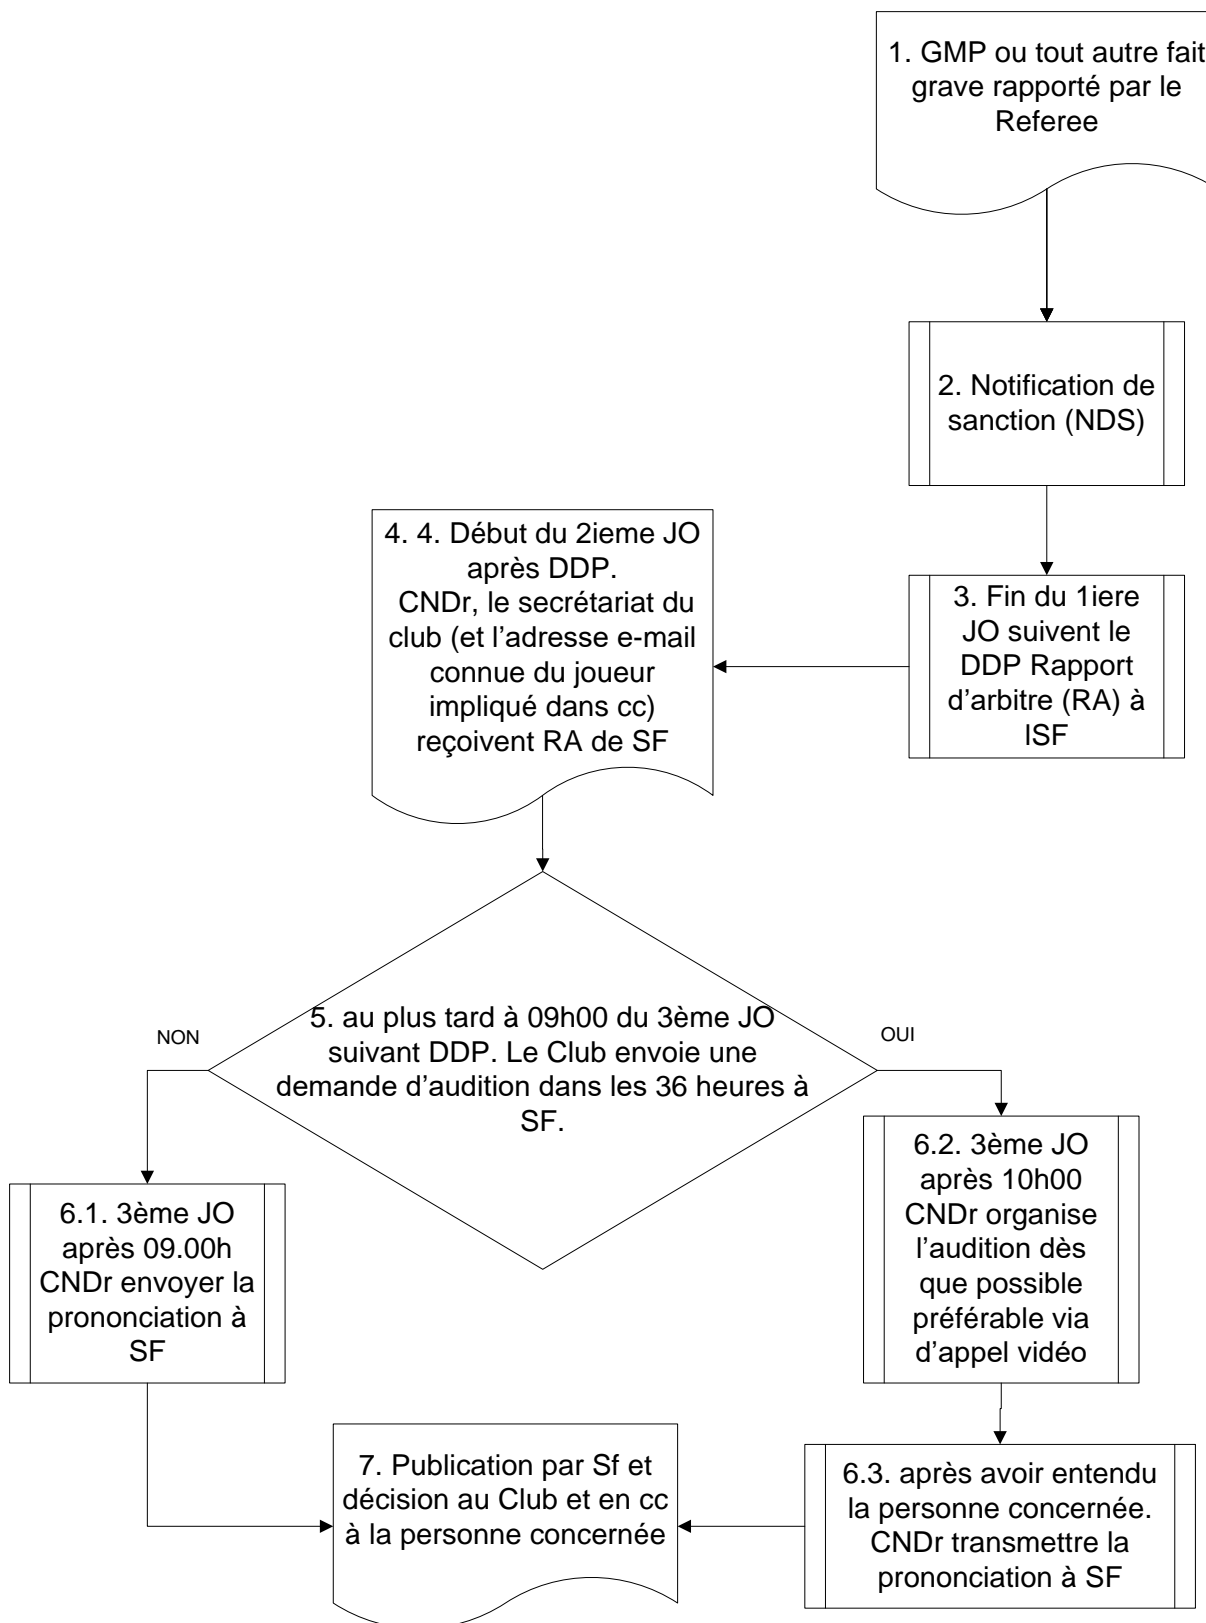 1. GMP ou tout autre fait
grave rapporté par le
Referee
2. Notification de
sanction (NDS)
3. Fin du 1iere
JO suivent le
DDP Rapport
d’arbitre (RA) à
lSF
4. 4. Début du 2ieme JO
après DDP.
CNDr, le secrétariat du
club (et l’adresse e-mail
connue du joueur
impliqué dans cc)
reçoivent RA de SF
5. au plus tard à 09h00 du 3ème JO
suivant DDP. Le Club envoie une
demande d’audition dans les 36 heures à
SF.
NON
OUI
6.1. 3ème JO
après 09.00h
CNDr envoyer la
prononciation à
SF
6.2. 3ème JO
après 10h00
CNDr organise
l’audition dès
que possible
préférable via
d’appel vidéo
6.3. après avoir entendu
la personne concernée.
CNDr transmettre la
prononciation à SF
7. Publication par Sf et
décision au Club et en cc
à la personne concernée